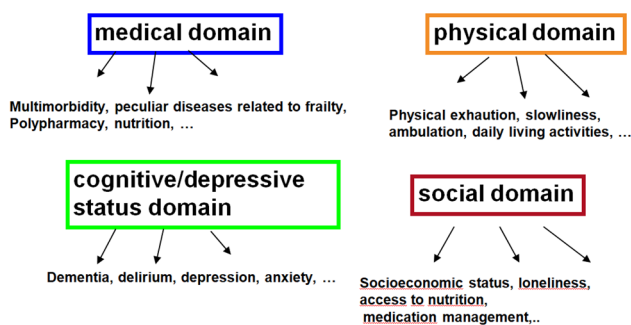 medical domain
Multimorbidity, peculiar diseases related to frailty,
Polypharmacy, nutrition, …
physical domain
Physical exhaution, slowliness,
ambulation, daily living activities, …
cognitive/depressive
status domain
Dementia, delirium, depression, anxiety, …
social domain
Socioeconomic status, loneliness,
access to nutrition,
medication management,..